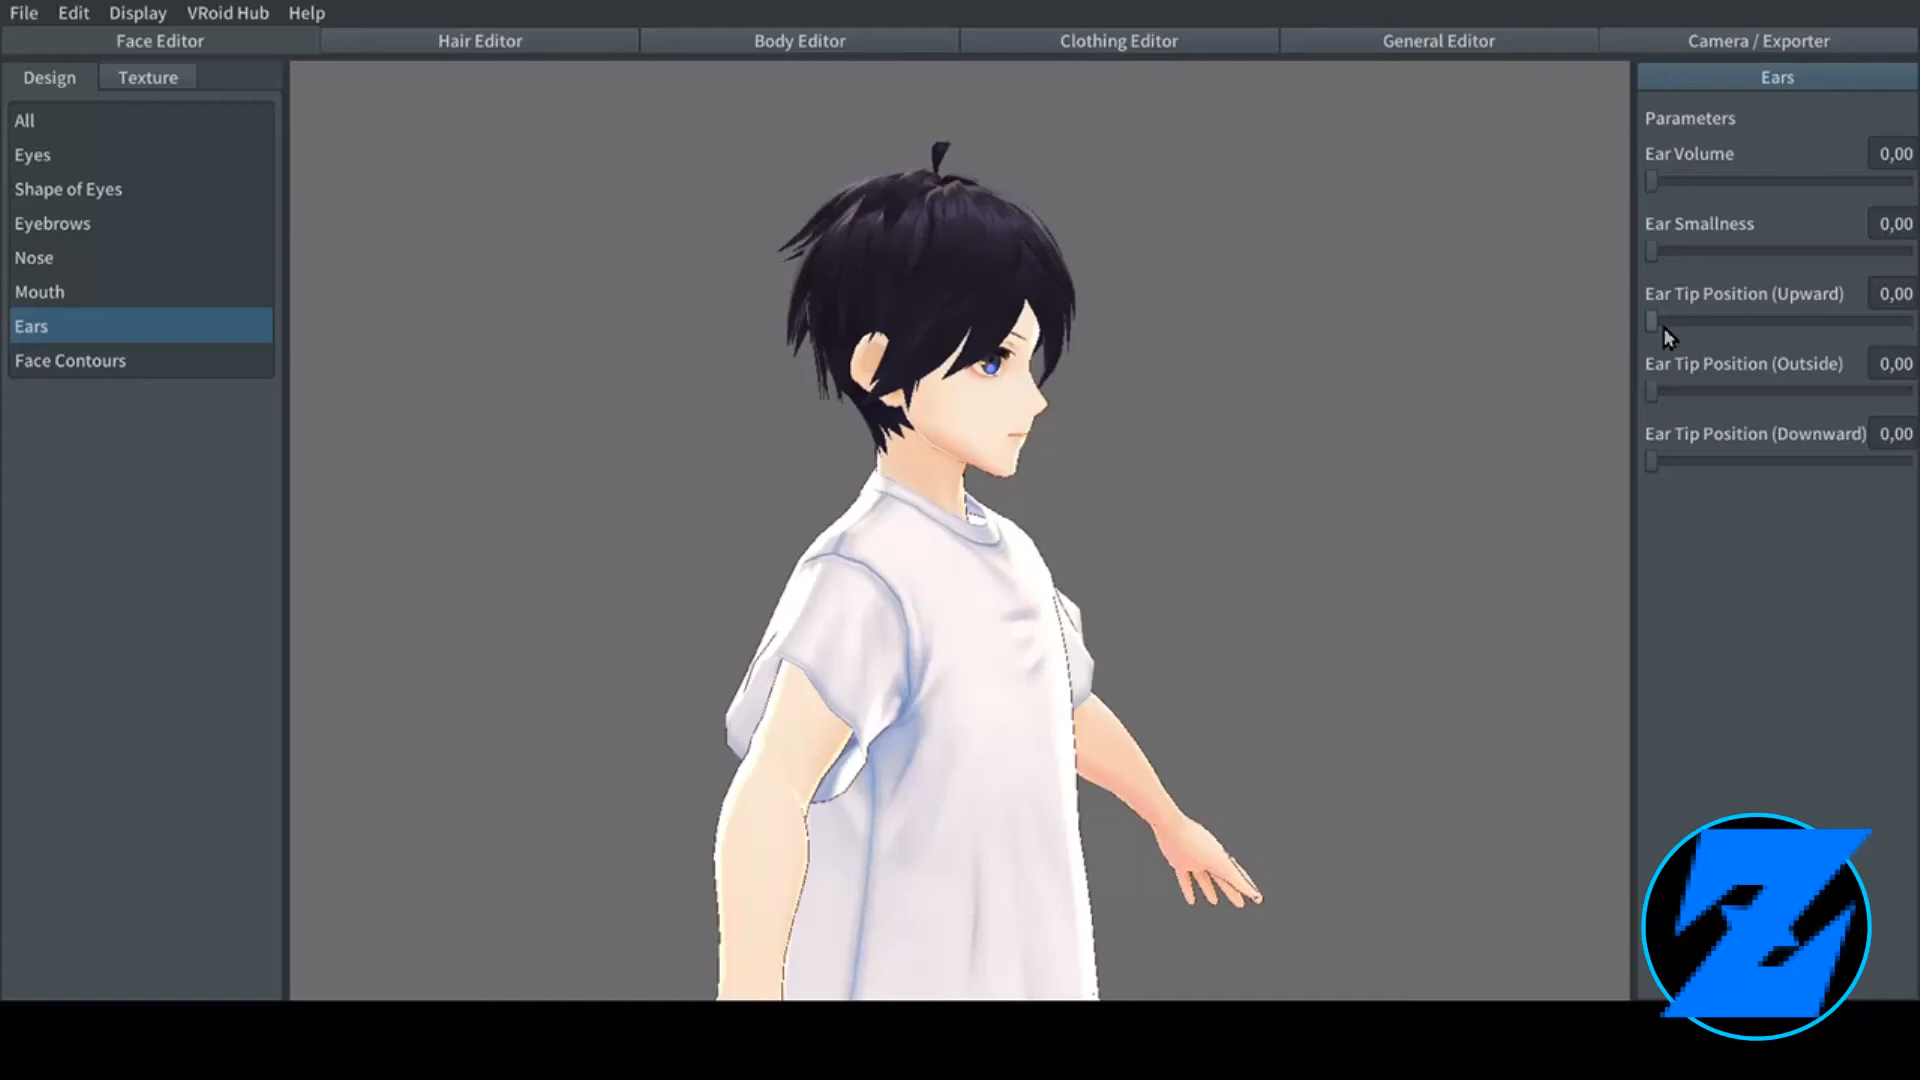 File Edit Display VRoid Hub Help
Face Editor Hair Editor Body Editor Clothing Editor General Editor Camera / Exporter
Design Texture
All
Eyes
Shape of Eyes
Eyebrows
Nose
Mouth
Ears
Face Contours
Ears
Parameters
Ear Volume 0,00
Ear Smallness 0,00
Ear Tip Position (Upward) 0,00
Ear Tip Position (Outside) 0,00
Ear Tip Position (Downward) 0,00
Z